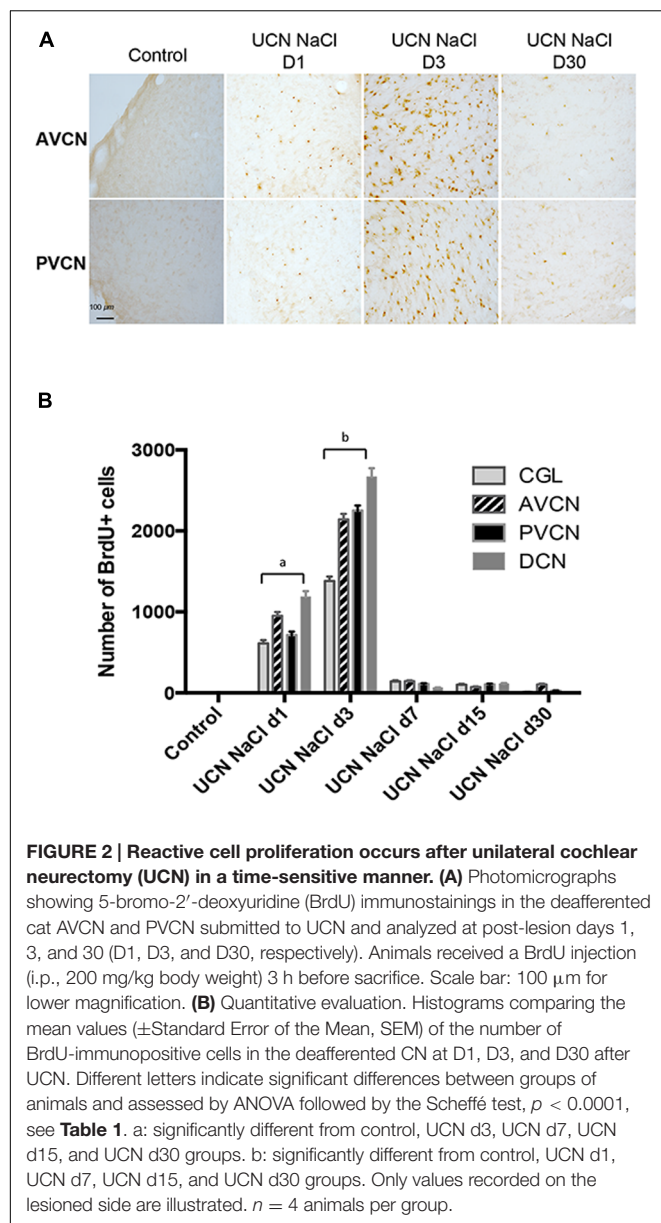 A
Control
UCN NaCl
D1
UCN NaCl
D3
UCN NaCl
D30
AVCN
PVCN
100 µm
B
Number of BrdU+ cells
3000
2000
1000
0
a
b
CGL
AVCN
PVCN
DCN
Control
UCN NaCl d1
UCN NaCl d3
UCN NaCl d7
UCN NaCl d15
UCN NaCl d30
FIGURE 2 | Reactive cell proliferation occurs after unilateral cochlear
neurectomy (UCN) in a time-sensitive manner. (A) Photomicrographs
showing 5-bromo-2′-deoxyuridine (BrdU) immunostainings in the deafferented
cat AVCN and PVCN submitted to UCN and analyzed at post-lesion days 1,
3, and 30 (D1, D3, and D30, respectively). Animals received a BrdU injection
(i.p., 200 mg/kg body weight) 3 h before sacrifice. Scale bar: 100 µm for
lower magnification. (B) Quantitative evaluation. Histograms comparing the
mean values (±Standard Error of the Mean, SEM) of the number of
BrdU-immunopositive cells in the deafferented CN at D1, D3, and D30 after
UCN. Different letters indicate significant differences between groups of
animals and assessed by ANOVA followed by the Scheffé test, p < 0.0001,
see Table 1. a: significantly different from control, UCN d3, UCN d7, UCN
d15, and UCN d30 groups. b: significantly different from control, UCN d1,
UCN d7, UCN d15, and UCN d30 groups. Only values recorded on the
lesioned side are illustrated. n = 4 animals per group.